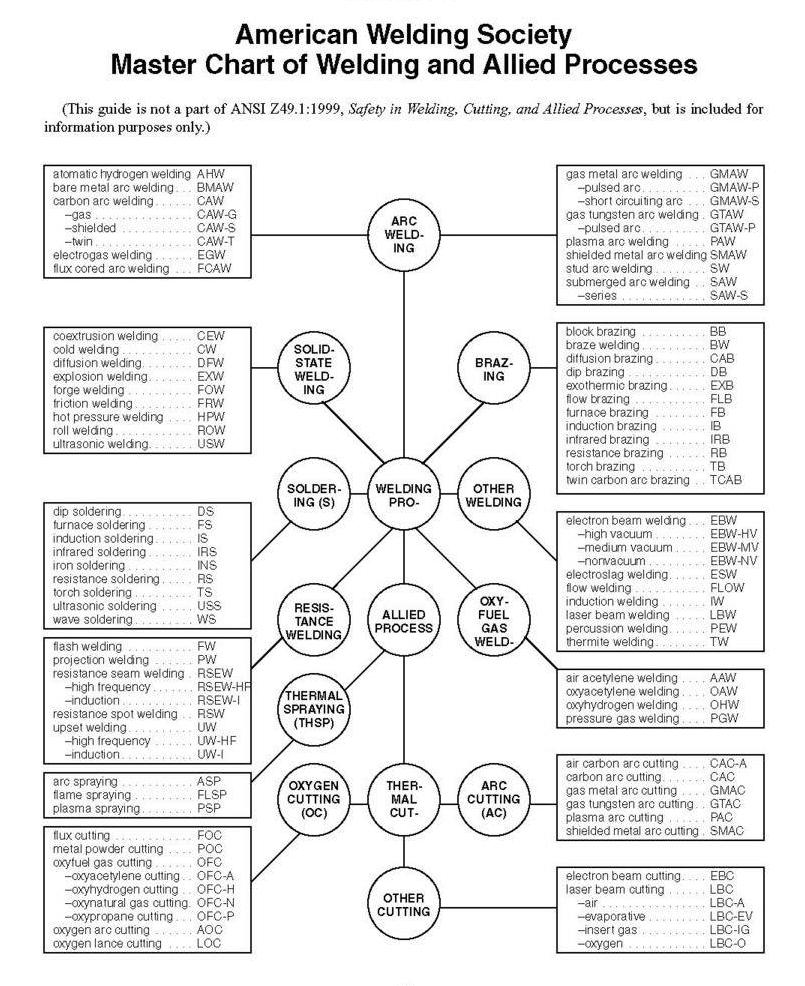 American Welding Society
Master Chart of Welding and Allied Processes
(This guide is not a part of ANSI Z49.1:1999, Safety in Welding, Cutting, and Allied Processes, but is included for
information purposes only.)
atomatic hydrogen welding AHW
bare metal arc welding . . . BMAW
carbon arc welding . . . . . . CAW
–gas . . . . . . . . . . . . . . CAW-G
–shielded . . . . . . . . . . . CAW-S
–twin . . . . . . . . . . . . . CAW-T
electrogas welding . . . . . . EGW
flux cored arc welding . . . FCAW
ARC
WELD-
ING
gas metal arc welding . . . GMAW
–pulsed arc . . . . . . . . . . GMAW-P
–short circuiting arc . . . GMAW-S
gas tungsten arc welding . GTAW
–pulsed arc . . . . . . . . . . GTAW-P
plasma arc welding . . . . . PAW
shielded metal arc welding SMAW
stud arc welding . . . . . . . SW
submerged arc welding . . SAW
–series . . . . . . . . . . . . SAW-S
coextrusion welding . . . . . CEW
cold welding . . . . . . . . . . . CW
diffusion welding . . . . . . . . DFW
explosion welding . . . . . . . EXW
forge welding . . . . . . . . . . FOW
friction welding . . . . . . . . . FRW
hot pressure welding . . . . HPW
roll welding . . . . . . . . . . . . ROW
ultrasonic welding . . . . . . . USW
SOLID-
STATE
WELD-
ING
BRAZ-
ING
block brazing . . . . . . . . . . BB
braze welding . . . . . . . . . . BW
diffusion brazing . . . . . . . . CAB
dip brazing . . . . . . . . . . . . DB
exothermic brazing . . . . . . EXB
flow brazing . . . . . . . . . . . FLB
furnace brazing . . . . . . . . FB
induction brazing . . . . . . . IB
infrared brazing . . . . . . . . IRB
resistance brazing . . . . . . RB
torch brazing . . . . . . . . . . TB
twin carbon arc brazing . . TCAB
SOLDER-
ING (S)
WELDING
PRO-
OTHER
WELDING
dip soldering . . . . . . . . . . . DS
furnace soldering . . . . . . . FS
induction soldering . . . . . . IS
infrared soldering . . . . . . . IRS
iron soldering . . . . . . . . . . INS
resistance soldering . . . . . RS
torch soldering . . . . . . . . . TS
ultrasonic soldering . . . . . USS
wave soldering . . . . . . . . . WS
electron beam welding . . . EBW
–high vacuum . . . . . . . . EBW-HV
–medium vacuum . . . . . EBW-MV
–nonvacuum . . . . . . . . . EBW-NV
electroslag welding . . . . . . ESW
flow welding . . . . . . . . . . . FLOW
induction welding . . . . . . . IW
laser beam welding . . . . . LBW
percussion welding . . . . . . PEW
thermite welding . . . . . . . . TW
RESIS-
TANCE
WELDING
ALLIED
PROCESS
OXY-
FUEL
GAS
WELD-
flash welding . . . . . . . . . . FW
projection welding . . . . . . PW
resistance seam welding . RSEW
–high frequency . . . . . . . RSEW-HF
–induction . . . . . . . . . . . RSEW-I
resistance spot welding . . RSW
upset welding . . . . . . . . . . UW
–high frequency . . . . . . UW-HF
–induction . . . . . . . . . . . UW-I
air acetylene welding . . . . AAW
oxyacetylene welding . . . . OAW
oxyhydrogen welding . . . . OHW
pressure gas welding . . . . PGW
THERMAL
SPRAYING
(THSP)
arc spraying . . . . . . . . . . . ASP
flame spraying . . . . . . . . . FLSP
plasma spraying . . . . . . . . PSP
OXYGEN
CUTTING
(OC)
THER-
MAL
CUT-
ARC
CUTTING
(AC)
air carbon arc cutting . . . . CAC-A
carbon arc cutting . . . . . . . CAC
gas metal arc cutting . . . . GMAC
gas tungsten arc cutting . . GTAC
plasma arc cutting . . . . . . PAC
shielded metal arc cutting . SMAC
flux cutting . . . . . . . . . . . . FOC
metal powder cutting . . . . POC
oxyfuel gas cutting . . . . . . OFC
–oxyacetylene cutting . . OFC-A
–oxyhydrogen cutting . . OFC-H
–oxynatural gas cutting . OFC-N
–oxypropane cutting . . . OFC-P
oxygen arc cutting . . . . . . AOC
oxygen lance cutting . . . . LOC
OTHER
CUTTING
electron beam cutting . . . . EBC
laser beam cutting . . . . . . LBC
–air . . . . . . . . . . . . . . . LBC-A
–evaporative . . . . . . . . . LBC-EV
–insert gas . . . . . . . . . . LBC-IG
–oxygen . . . . . . . . . . . . LBC-O